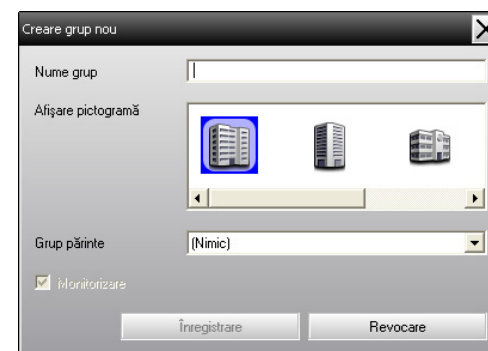 Creare grup nou
Nume grup
Afişare pictogramă
Grup părinte
(Nimic)
Monitorizare
Înregistrare
Revocare